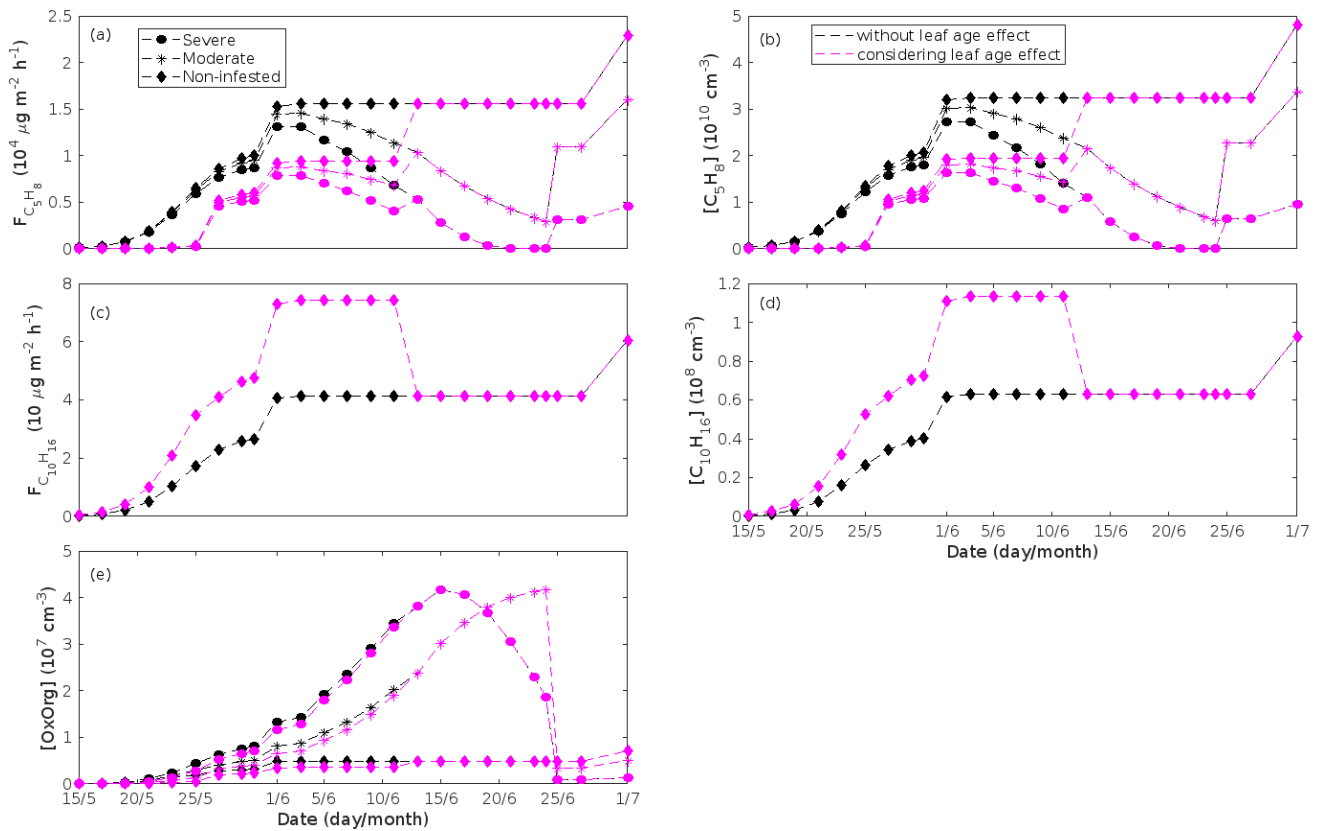 (a)
Severe
Moderate
Non-infested
F_C5H8 (10^4 µg m^-2 h^-1)
2.5
2
1.5
1
0.5
0
(b)
without leaf age effect
considering leaf age effect
[C5H8] (10^10 cm^-3)
5
4
3
2
1
0
(c)
F_C10H16 (10 µg m^-2 h^-1)
8
6
4
2
0
(d)
[C10H16] (10^8 cm^-3)
1.2
1
0.8
0.6
0.4
0.2
0
15/5 20/5 25/5 1/6 5/6 10/6 15/6 20/6 25/6 1/7
Date (day/month)
(e)
[OxOrg] (10^7 cm^-3)
5
4
3
2
1
0
15/5 20/5 25/5 1/6 5/6 10/6 15/6 20/6 25/6 1/7
Date (day/month)